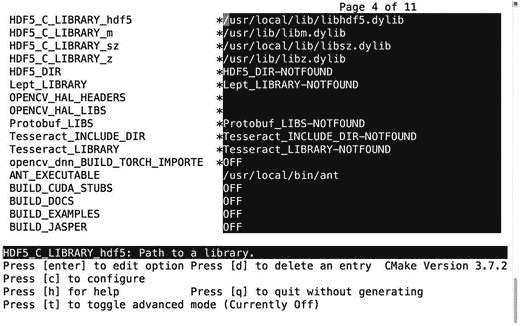 Page 4 of 11
HDF5_C_LIBRARY_hdf5 */usr/local/lib/libhdf5.dylib
HDF5_C_LIBRARY_m */usr/lib/libm.dylib
HDF5_C_LIBRARY_sz */usr/local/lib/libsz.dylib
HDF5_C_LIBRARY_z */usr/lib/libz.dylib
HDF5_DIR *HDF5_DIR-NOTFOUND
Lept_LIBRARY *Lept_LIBRARY-NOTFOUND
OPENCV_HAL_HEADERS *
OPENCV_HAL_LIBS *
Protobuf_LIBS *Protobuf_LIBS-NOTFOUND
Tesseract_INCLUDE_DIR *Tesseract_INCLUDE_DIR-NOTFOUND
Tesseract_LIBRARY *Tesseract_LIBRARY-NOTFOUND
opencv_dnn_BUILD_TORCH_IMPORTE *OFF
ANT_EXECUTABLE /usr/local/bin/ant
BUILD_CUDA_STUBS OFF
BUILD_DOCS OFF
BUILD_EXAMPLES OFF
BUILD_JASPER OFF
HDF5_C_LIBRARY_hdf5: Path to a library.
Press [enter] to edit option Press [d] to delete an entry CMake Version 3.7.2
Press [c] to configure
Press [h] for help Press [q] to quit without generating
Press [t] to toggle advanced mode (Currently Off)